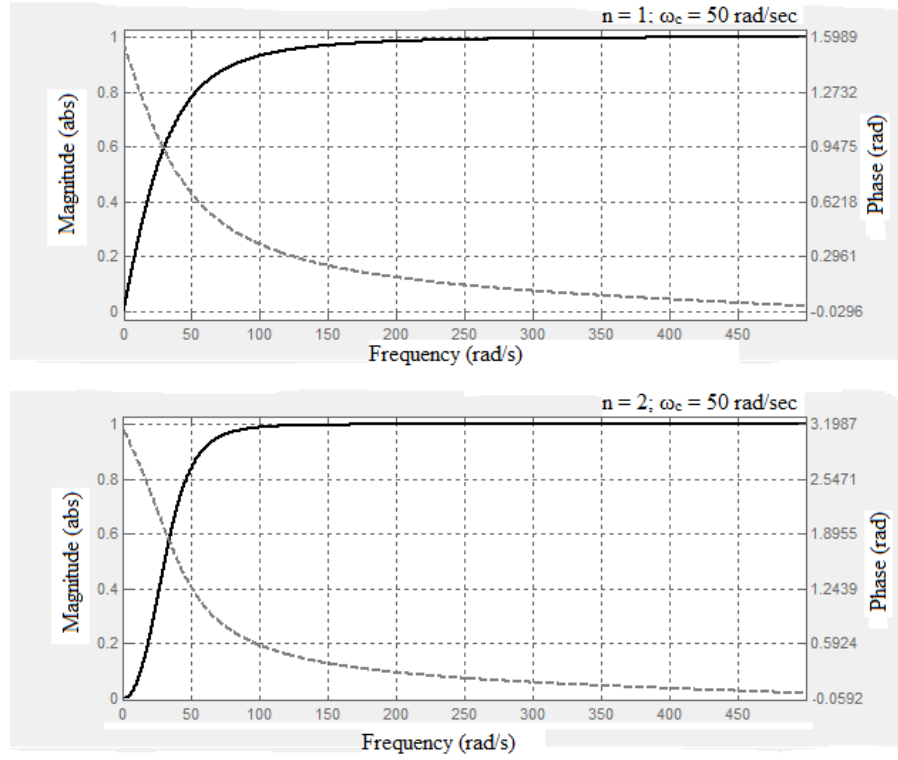 n = 1; ωc = 50 rad/sec
1
0.8
0.6
0.4
0.2
0
Magnitude (abs)
1.5989
1.2732
0.9475
0.6218
0.2961
-0.0296
Phase (rad)
0 50 100 150 200 250 300 350 400 450
Frequency (rad/s)
n = 2; ωc = 50 rad/sec
1
0.8
0.6
0.4
0.2
0
Magnitude (abs)
3.1987
2.5471
1.8955
1.2439
0.5924
-0.0592
Phase (rad)
0 50 100 150 200 250 300 350 400 450
Frequency (rad/s)